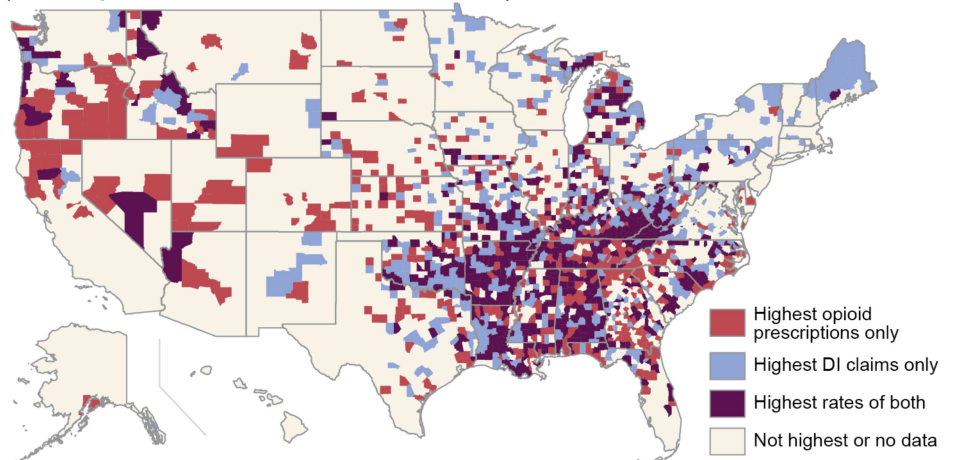 Highest opioid
prescriptions only
Highest DI claims only
Highest rates of both
Not highest or no data